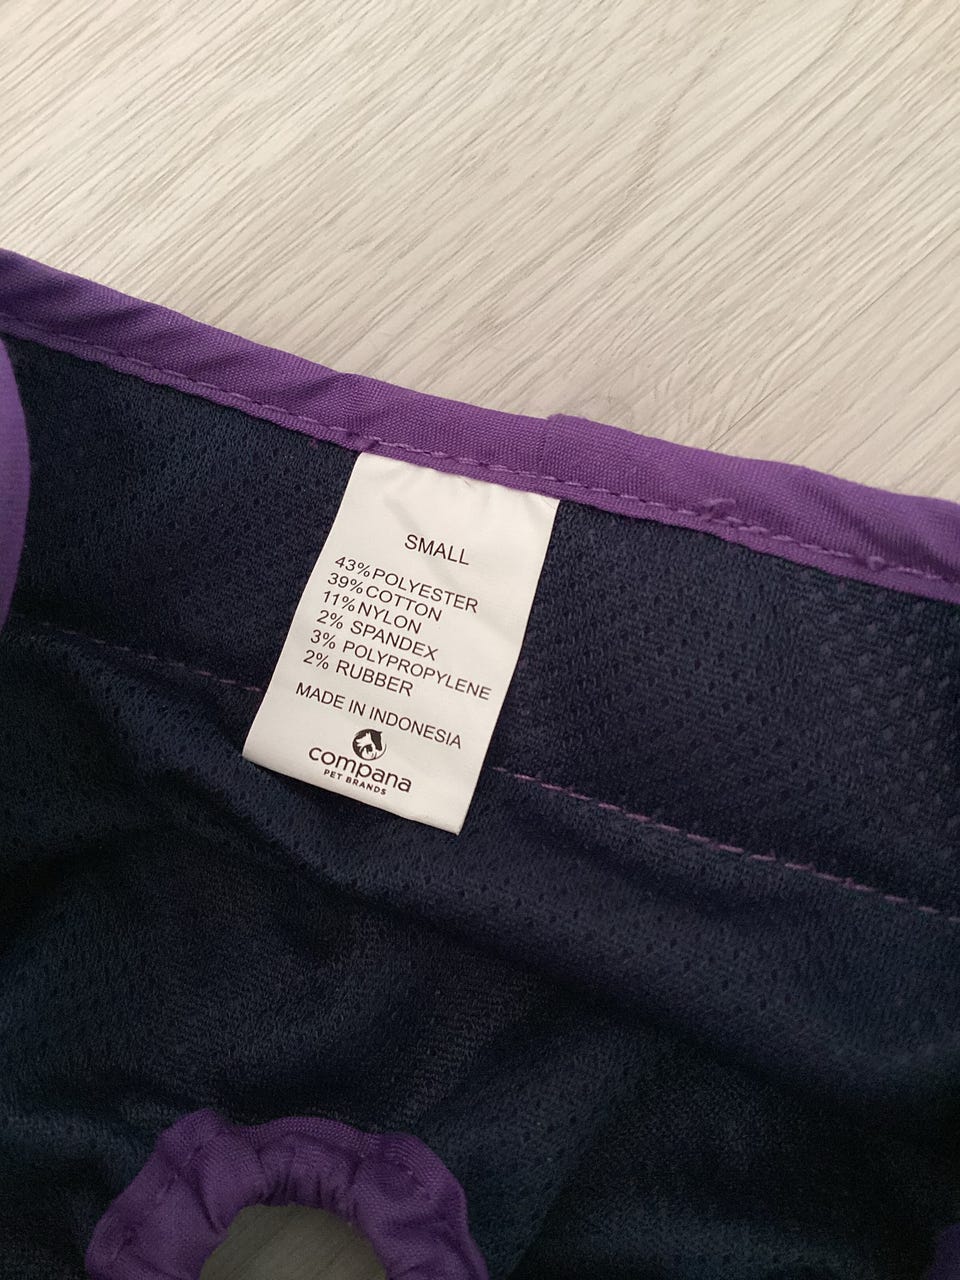 SMALL
43%POLYESTER
39%COTTON
11%NYLON
2% SPANDEX
3% POLYPROPYLENE
2% RUBBER
MADE IN INDONESIA
compana
PET BRANDS